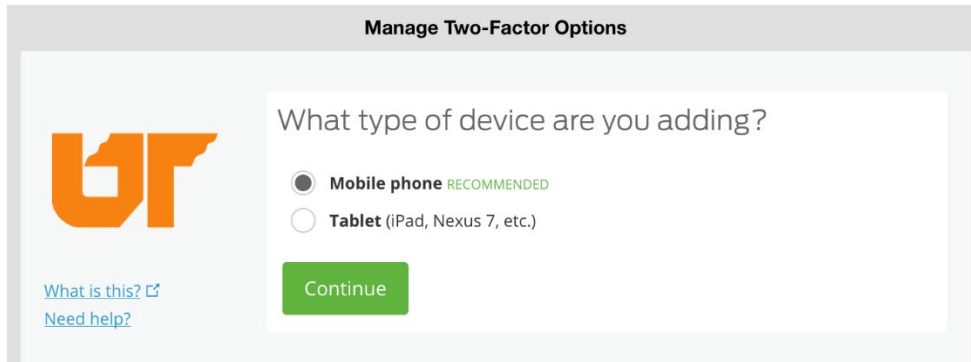 Manage Two-Factor Options
UT
What type of device are you adding?
Mobile phone RECOMMENDED
Tablet (iPad, Nexus 7, etc.)
Continue
What is this?
Need help?